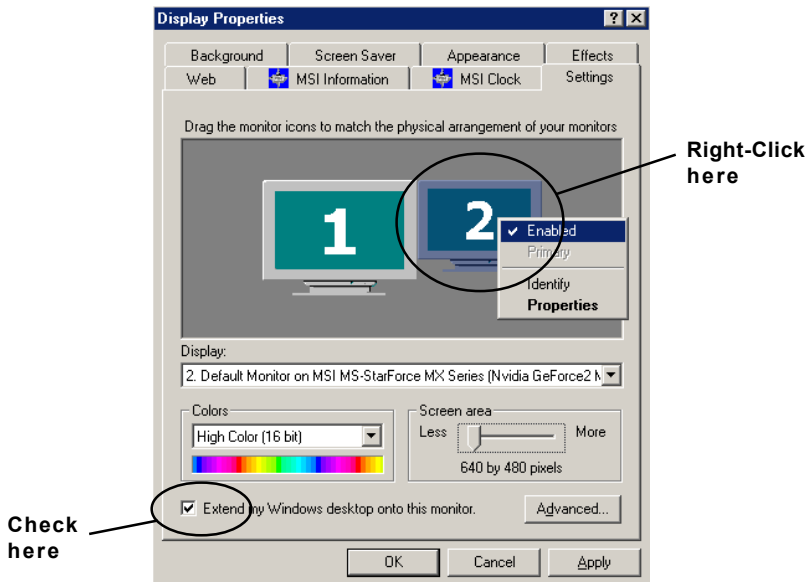 Display Properties
Background Screen Saver Appearance Effects
Web MSI Information MSI Clock Settings
Drag the monitor icons to match the physical arrangement of your monitors
Right-Click
here
1
2
Enabled
Primary
Identify
Properties
Display:
2. Default Monitor on MSI MS-StarForce MX Series (Nvidia GeForce2 M
Colors
High Color (16 bit)
Screen area
Less More
640 by 480 pixels
Extend my Windows desktop onto this monitor.
Advanced...
Check
here
OK Cancel Apply